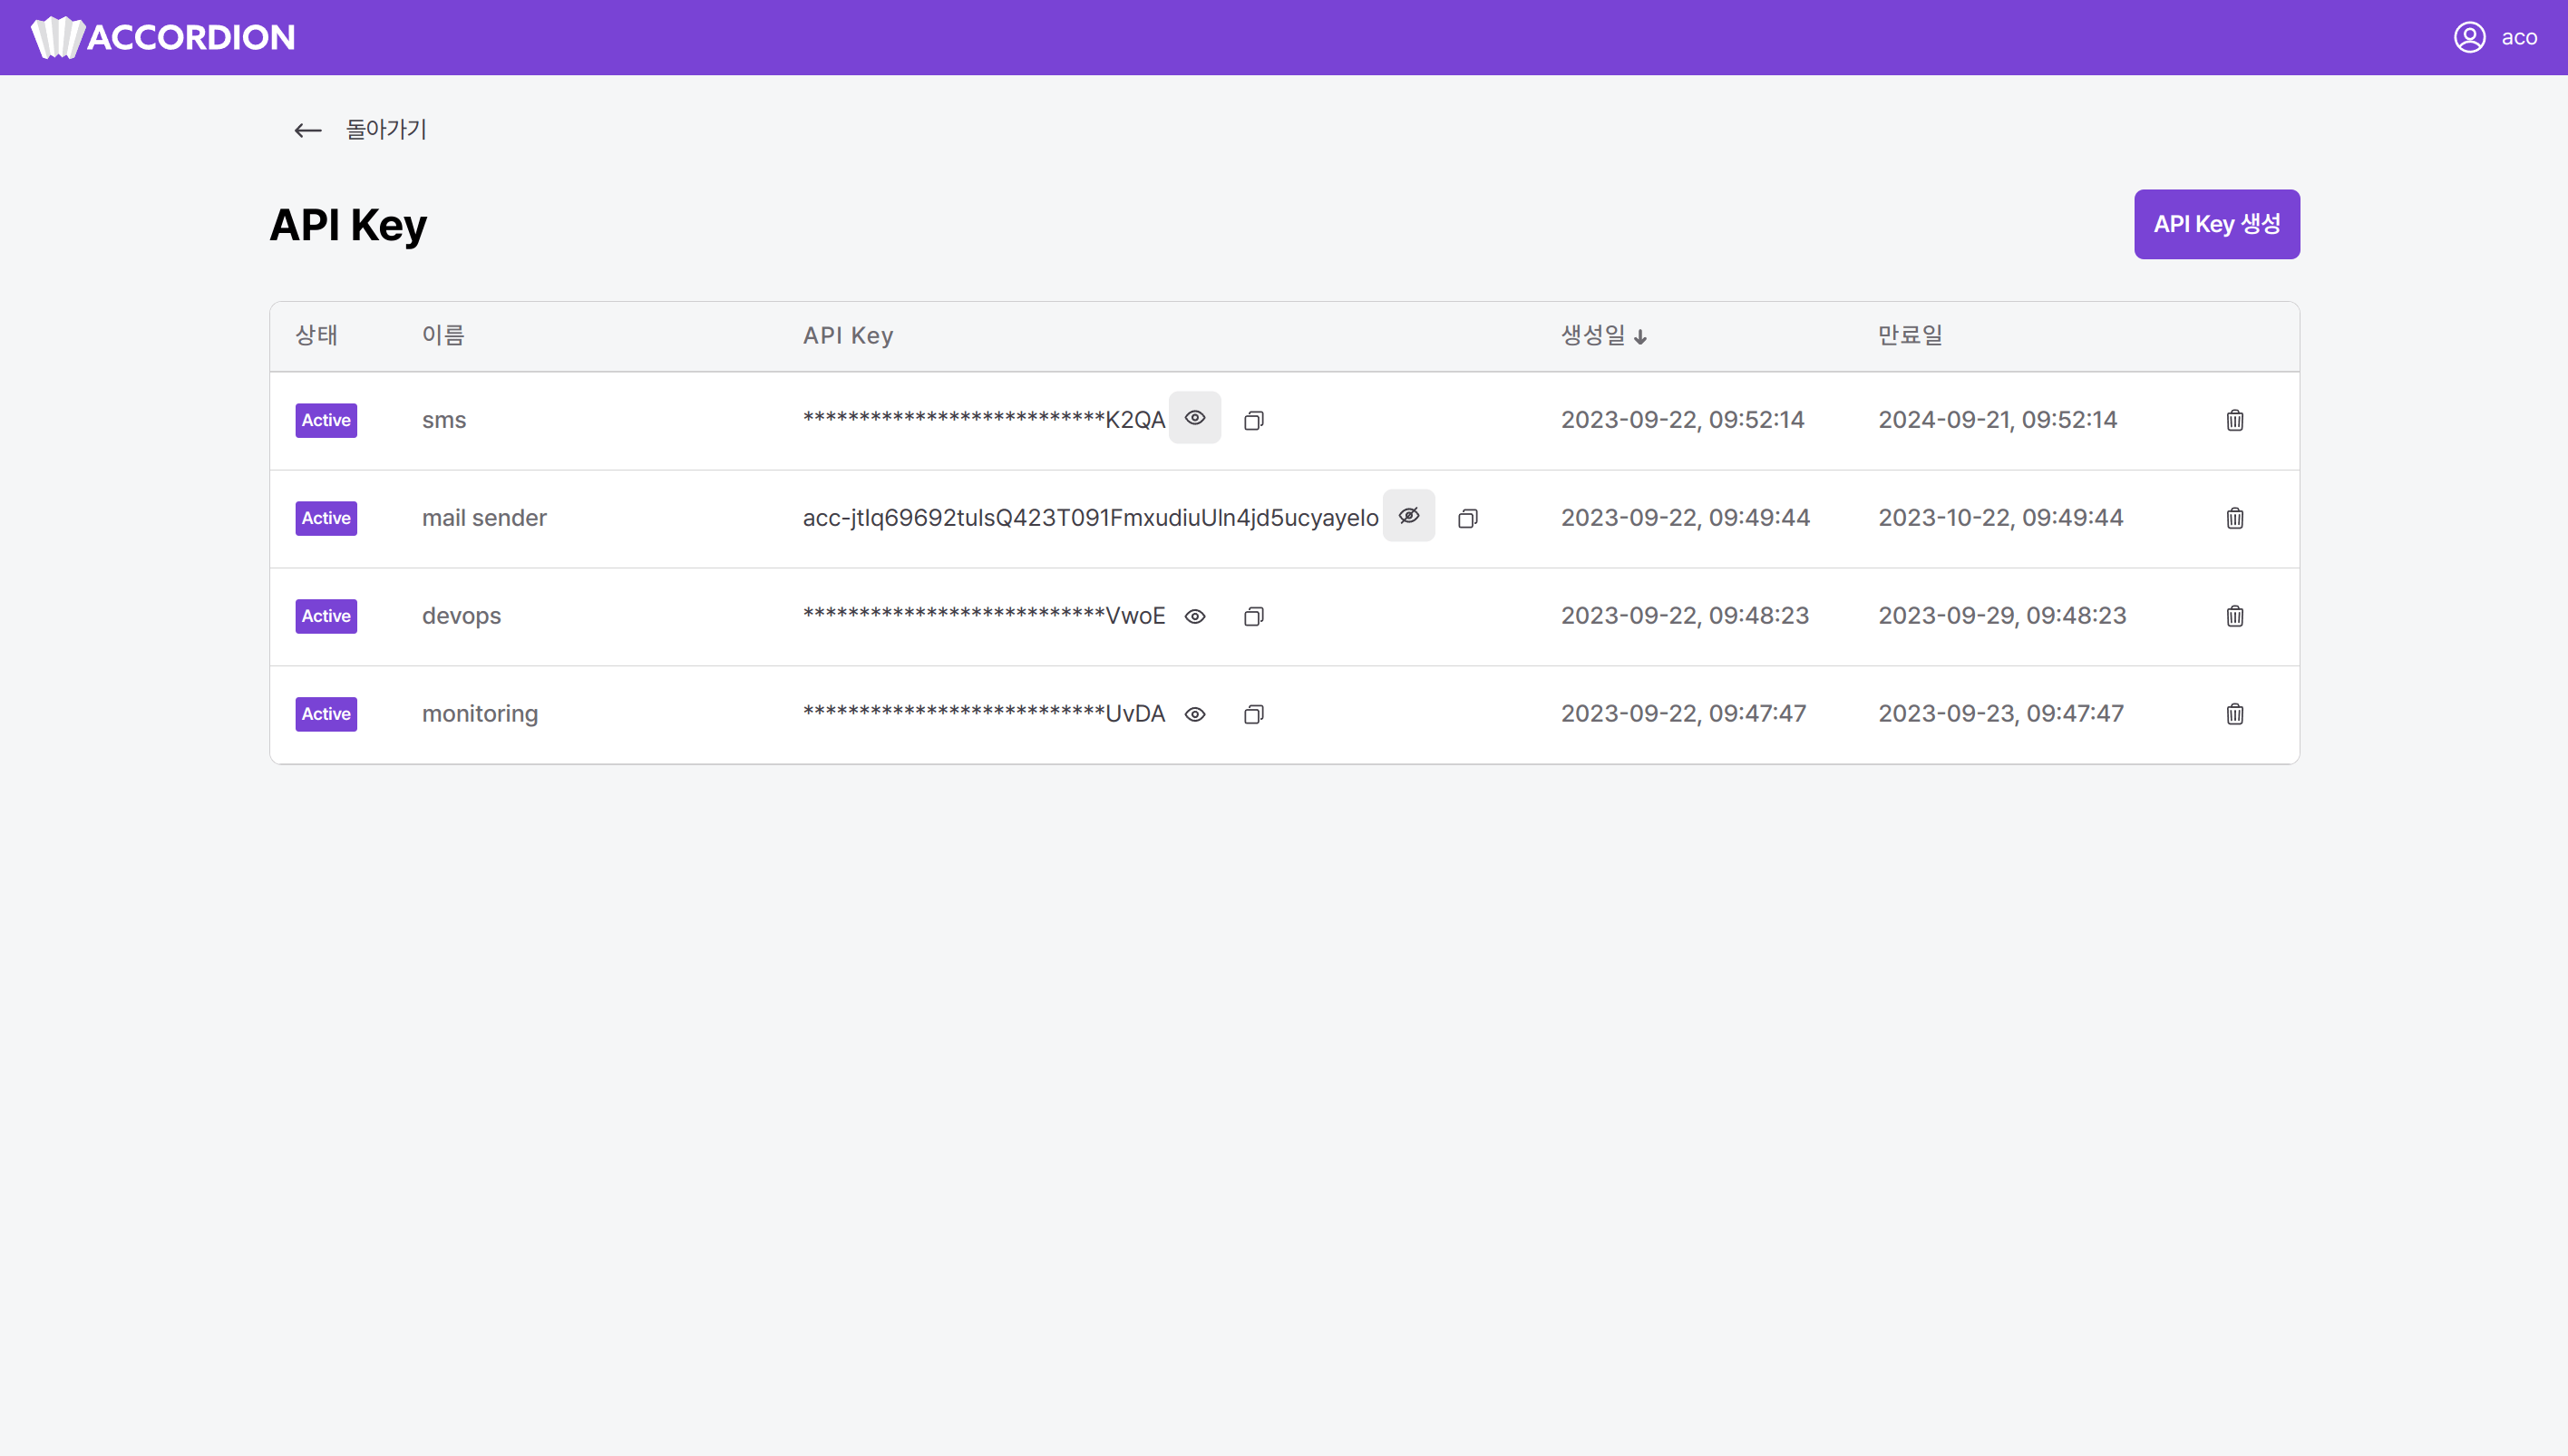 ACCORDION aco
돌아가기
API Key API Key 생성
상태 이름 API Key 생성일 만료일
Active sms ***************************K2QA 2023-09-22, 09:52:14 2024-09-21, 09:52:14
Active mail sender acc-jtIq69692tulsQ423T091FmxudiuUln4jd5ucyayelo 2023-09-22, 09:49:44 2023-10-22, 09:49:44
Active devops ***************************VwoE 2023-09-22, 09:48:23 2023-09-29, 09:48:23
Active monitoring ***************************UvDA 2023-09-22, 09:47:47 2023-09-23, 09:47:47